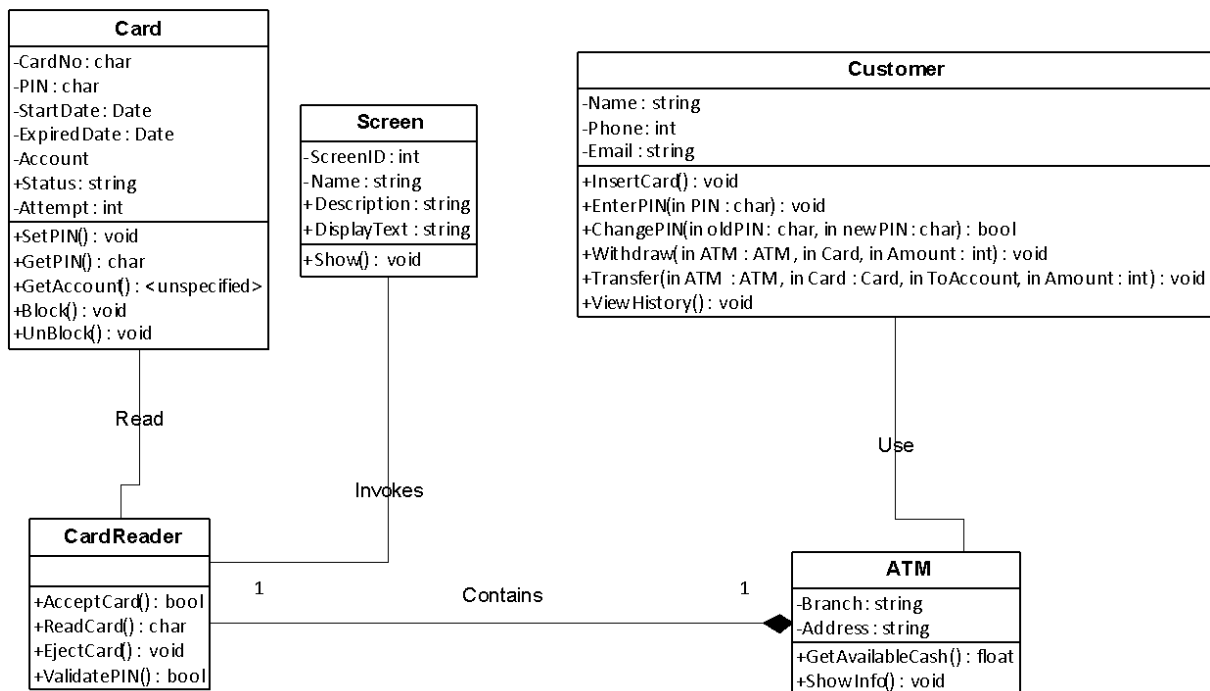 Card
-CardNo : char
-PIN : char
-StartDate : Date
-ExpiredDate : Date
-Account
+Status : string
-Attempt : int
+SetPIN() : void
+GetPIN() : char
+GetAccount() : <unspecified>
+Block() : void
+UnBlock() : void
Screen
-ScreenID : int
-Name : string
+Description : string
+DisplayText : string
+Show() : void
Customer
-Name : string
-Phone : int
-Email : string
+InsertCard() : void
+EnterPIN(in PIN : char) : void
+ChangePIN(in oldPIN : char, in newPIN : char) : bool
+Withdraw(in ATM : ATM, in Card, in Amount : int) : void
+Transfer(in ATM : ATM, in Card : Card, in ToAccount, in Amount : int) : void
+ViewHistory() : void
Read
Invokes
Use
CardReader
+AcceptCard() : bool
+ReadCard() : char
+EjectCard() : void
+ValidatePIN() : bool
1
Contains
1
ATM
-Branch : string
-Address : string
+GetAvailableCash() : float
+ShowInfo() : void